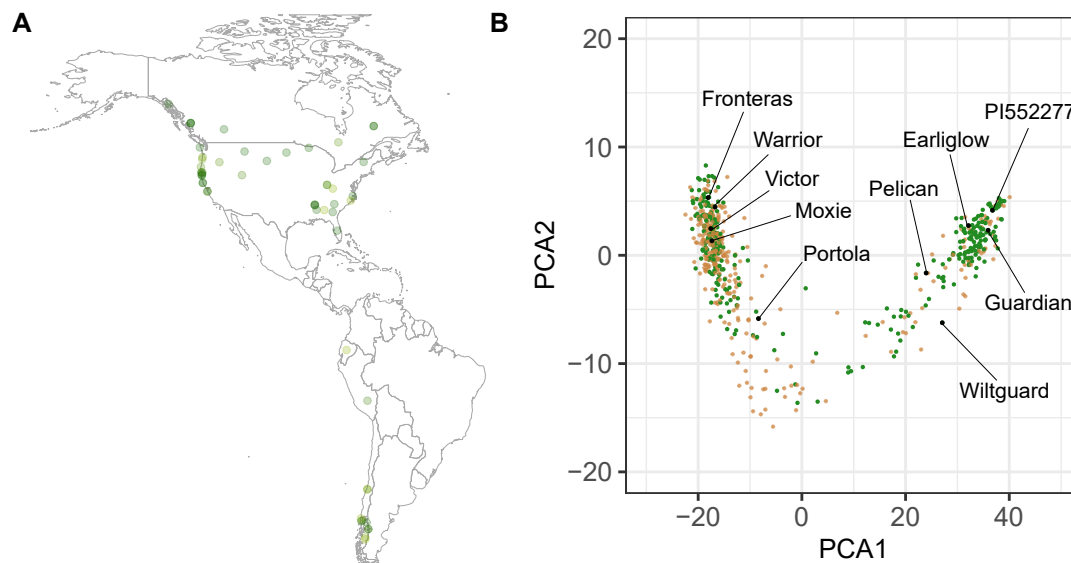 A
B
20
10
0
−10
−20
PCA2
Fronteras
Warrior
Victor
Moxie
Portola
PI552277
Earliglow
Pelican
Guardian
Wiltguard
−20 0 20 40
PCA1